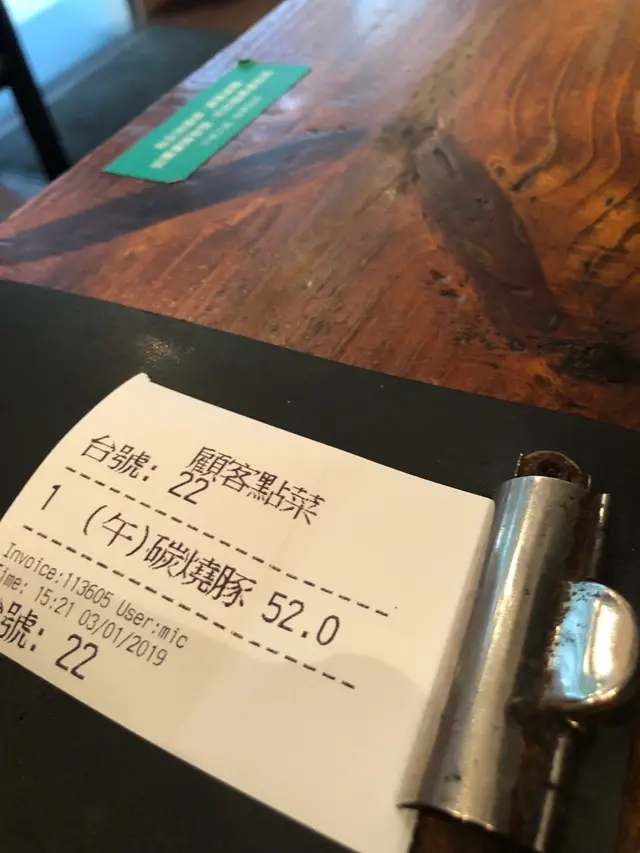 顧客點菜
台號: 22
1 (午)碳燒豚 52.0
Invoice:113605 User:mic
Time: 15:21 03/01/2019
號: 22